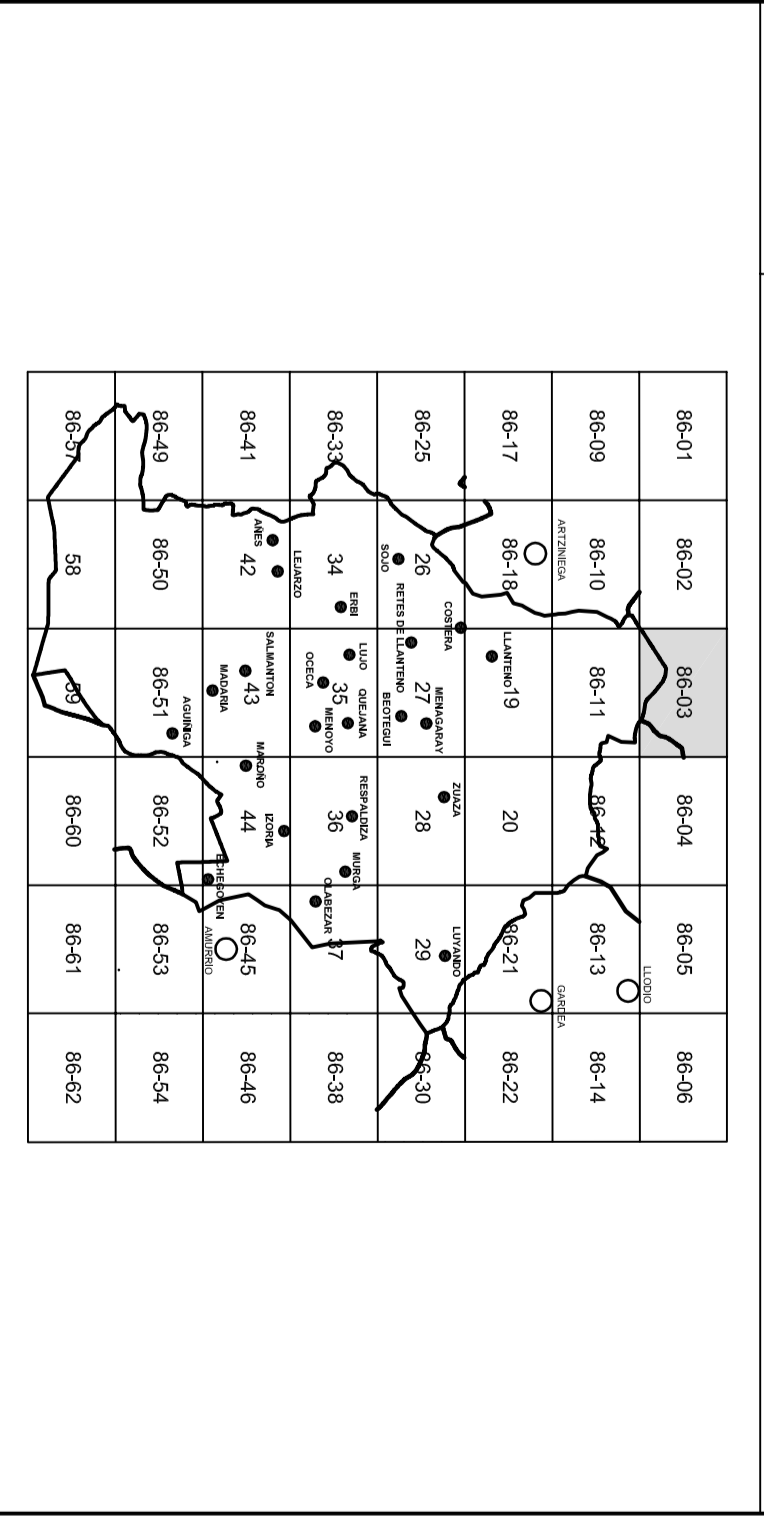 86-01
86-02
86-03
86-04
86-05
86-06
LLODIO
86-09
86-10
86-11
86-12
86-13
86-14
ARTZINIEGA
GARDEA
86-17
86-18
LLANTENO
19
20
86-21
86-22
COSTERA
MENAGARAY
ZUAZA
LUYANDO
86-25
26
27
28
29
86-30
SOJO
RETES DE LLANTENO
BEOTEGUI
ERBI
LUJO
QUEJANA
RESPALDIZA
MURGA
86-33
34
35
36
37
86-38
OCECA
MENOYO
OLABEZAR
LEJARZO
SALMANTON
IZORIA
AÑES
MAROÑO
86-41
42
43
44
86-45
86-46
MADARIA
ECHEGOYEN
AMURRIO
AGUIÑIGA
86-49
86-50
86-51
86-52
86-53
86-54
86-57
58
59
86-60
86-61
86-62